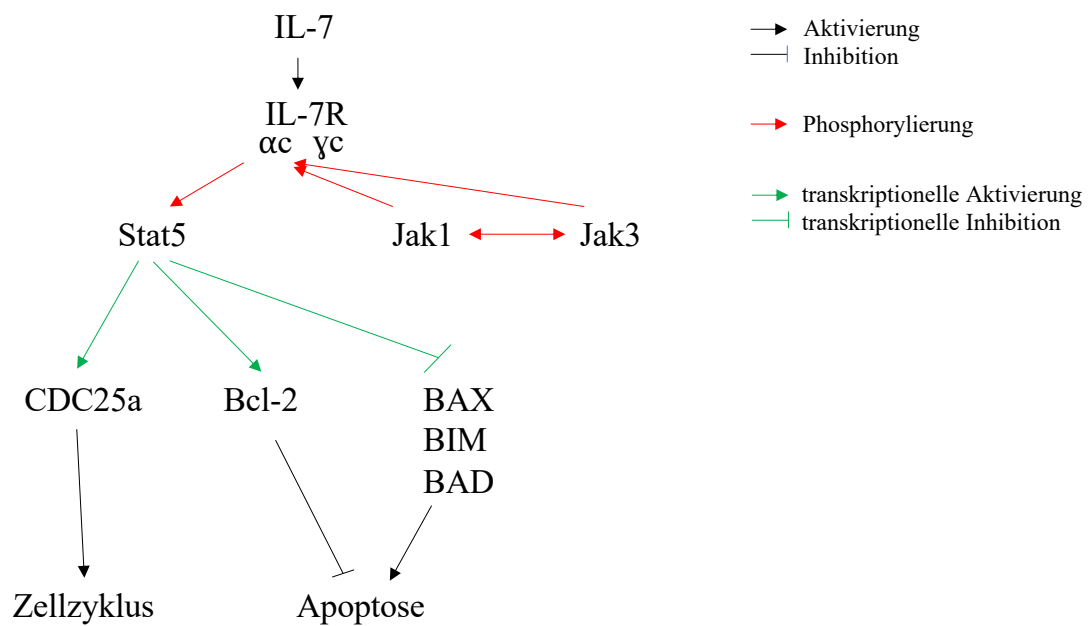 IL-7
IL-7R
αc ɣc
Stat5
Jak1
Jak3
CDC25a
Bcl-2
BAX
BIM
BAD
Zellzyklus
Apoptose
Aktivierung
Inhibition
Phosphorylierung
transkriptionelle Aktivierung
transkriptionelle Inhibition